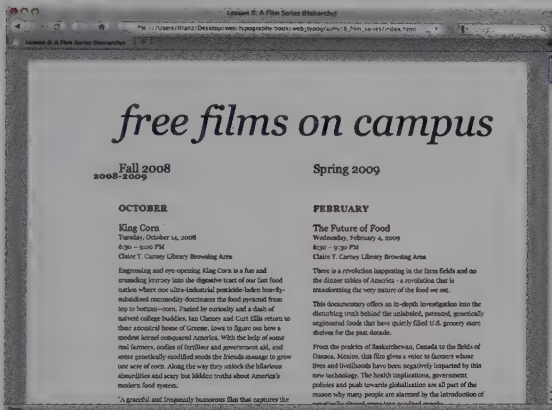 Lesson 8: A Film Series (Heirarchy)
Lesson 8: A Film Series (Heirarchy)
free films on campus
Fall 2008
2008-2009
OCTOBER
King Corn
Tuesday, October 14, 2008
6:30 – 9:00 PM
Claire T. Carney Library Browsing Area
Engrossing and eye-opening King Corn is a fun and
crusading journey into the digestive tract of our fast food
nation where one ultra-industrial pesticide-laden heavily-
subsidized commodity dominates the food pyramid from
top to bottom—corn. Fueled by curiosity and a dash of
naiveté college buddies, Ian Cheney and Curt Ellis return to
their ancestral home of Greene, Iowa to figure out how a
modest kernel conquered America. With the help of some
real farmers, oodles of fertilizer and government aid, and
some genetically modified seeds the friends manage to grow
one acre of corn. Along the way they unlock the hilarious
absurdities and scary but hidden truths about America's
modern food system.
"A graceful and frequently humorous film that captures the
Spring 2009
FEBRUARY
The Future of Food
Wednesday, February 4, 2009
6:30 – 9:30 PM
Claire T. Carney Library Browsing Area
There is a revolution happening in the farm fields and on
the dinner tables of America - a revolution that is
transforming the very nature of the food we eat.
This documentary offers an in-depth investigation into the
disturbing truth behind the unlabeled, patented, genetically
engineered foods that have quietly filled U.S. grocery store
shelves for the past decade.
From the prairies of Saskatchewan, Canada to the fields of
Oaxaca, Mexico, this film gives a voice to farmers whose
lives and livelihoods have been negatively impacted by this
new technology. The health implications, government
policies and push towards globalization are all part of the
reason why many people are alarmed by the introduction of